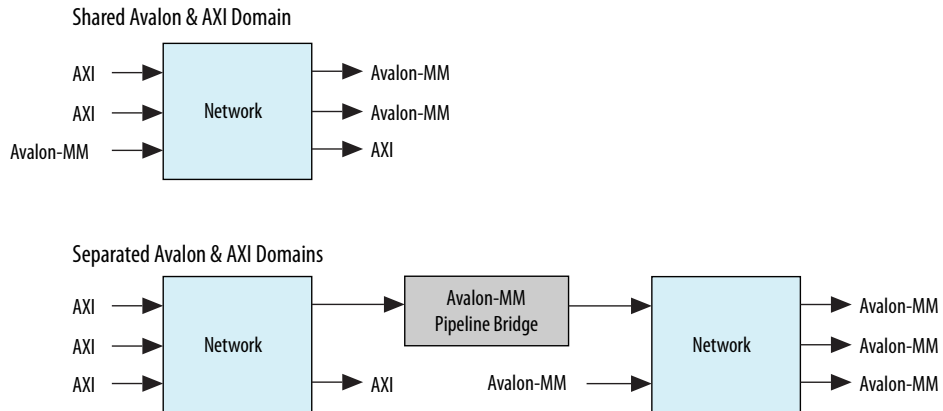 Shared Avalon & AXI Domain
AXI
Avalon-MM
AXI
Network
Avalon-MM
Avalon-MM
AXI
Separated Avalon & AXI Domains
AXI
Avalon-MM
Pipeline Bridge
Avalon-MM
AXI
Network
Network
Avalon-MM
AXI
AXI
Avalon-MM
Avalon-MM